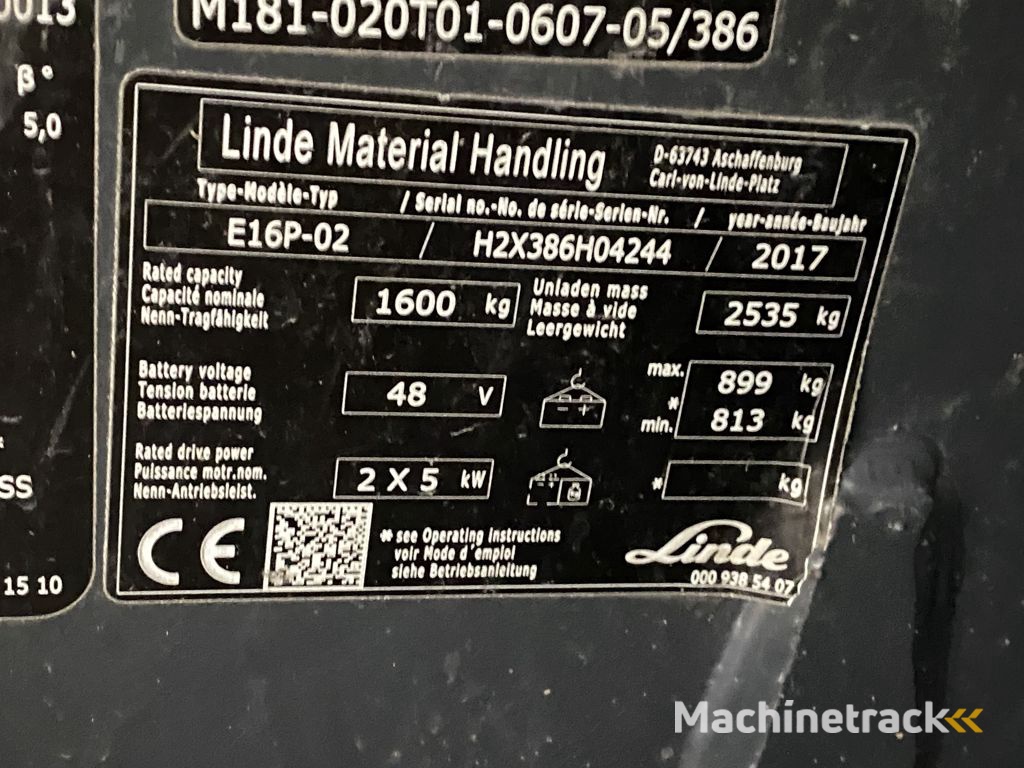 0013
M181-020T01-0607-05/386
β°
5,0
Linde Material Handling
D-63743 Aschaffenburg
Carl-von-Linde-Platz
Type-Modèle-Typ / Serial no.-No. de série-Serien-Nr. / year-année-Baujahr
E16P-02 / H2X386H04244 / 2017
Rated capacity
Capacité nominale
Nenn-Tragfähigkeit
1600 kg
Unladen mass
Masse à vide
Leergewicht
2535 kg
Battery voltage
Tension batterie
Batteriespannung
48 V
- +
max. 899 kg
*
min. 813 kg
Rated drive power
Puissance motr.nom.
Nenn-Antriebsleist.
2 X 5 kW
* kg
SS
CE
* see Operating Instructions
voir Mode d'emploi
siehe Betriebsanleitung
Linde
000 938 54 07
15 10
Machinetrack